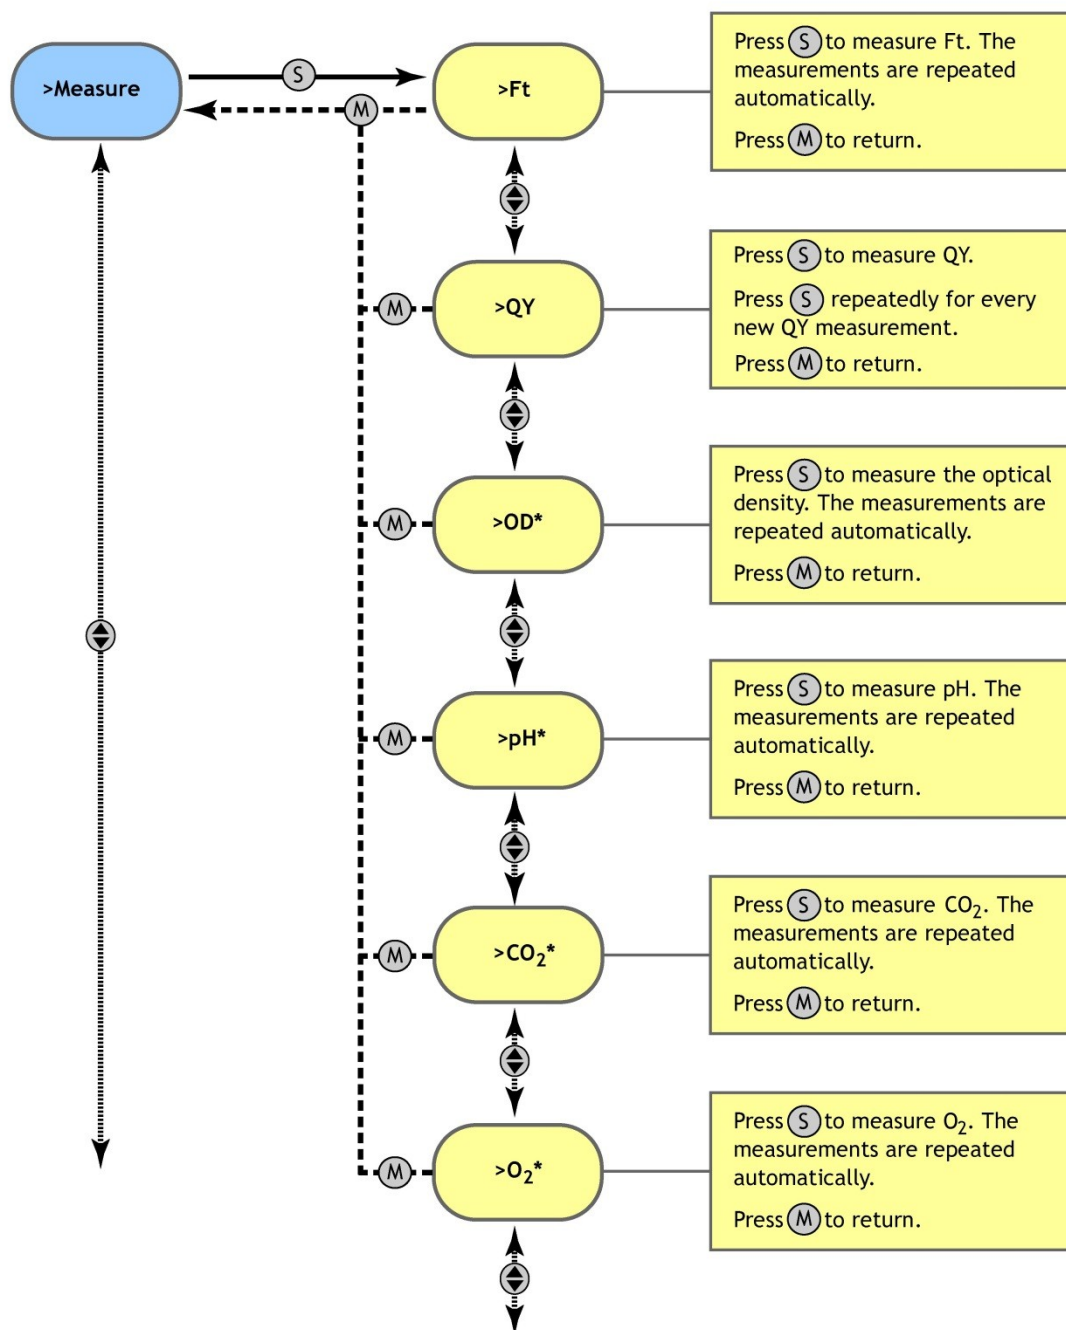 >Measure
S
M
>Ft
Press S to measure Ft. The
measurements are repeated
automatically.
Press M to return.
M
>QY
Press S to measure QY.
Press S repeatedly for every
new QY measurement.
Press M to return.
M
>OD*
Press S to measure the optical
density. The measurements are
repeated automatically.
Press M to return.
M
>pH*
Press S to measure pH. The
measurements are repeated
automatically.
Press M to return.
M
>CO₂*
Press S to measure CO₂. The
measurements are repeated
automatically.
Press M to return.
M
>O₂*
Press S to measure O₂. The
measurements are repeated
automatically.
Press M to return.